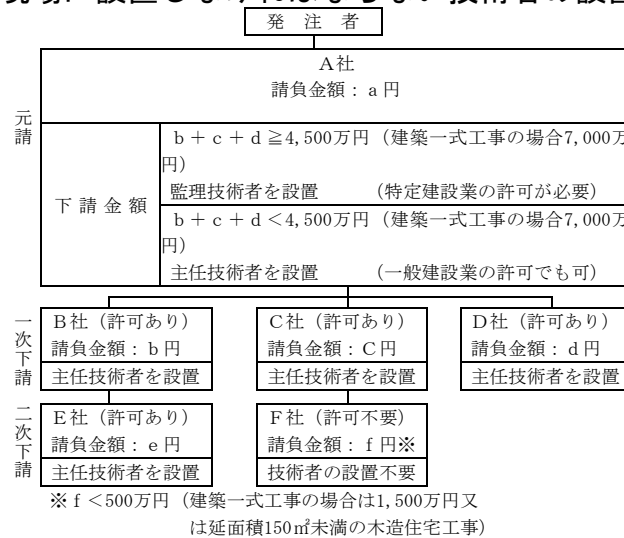 発注者
A社
請負金額：a円
元請
下請金額
b＋c＋d≧4,500万円（建築一式工事の場合7,000万
円）
監理技術者を設置　（特定建設業の許可が必要）
b＋c＋d＜4,500万円（建築一式工事の場合7,000万
円）
主任技術者を設置　（一般建設業の許可でも可）
一次下請
B社（許可あり）
請負金額：b円
主任技術者を設置
C社（許可あり）
請負金額：C円
主任技術者を設置
D社（許可あり）
請負金額：d円
主任技術者を設置
二次下請
E社（許可あり）
請負金額：e円
主任技術者を設置
F社（許可不要）
請負金額：f円※
技術者の設置不要
※f＜500万円（建築一式工事の場合は1,500万円又
は延面積150㎡未満の木造住宅工事）